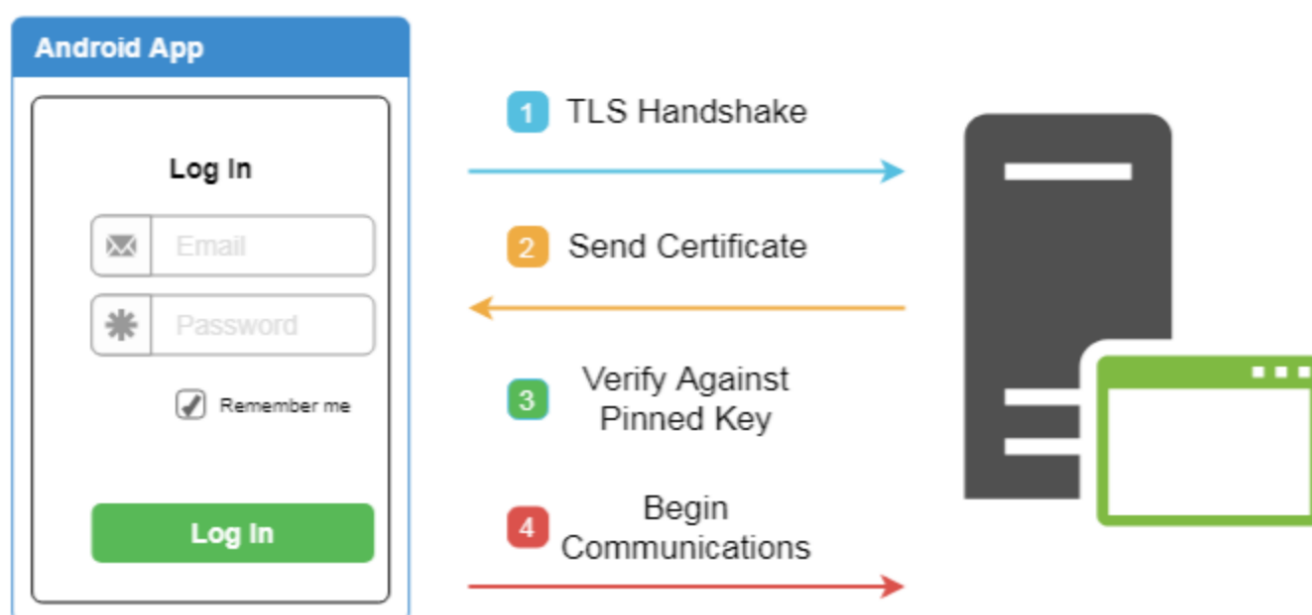 Android App
Log In
Email
Password
Remember me
Log In
1 TLS Handshake
2 Send Certificate
3 Verify Against
Pinned Key
4 Begin
Communications